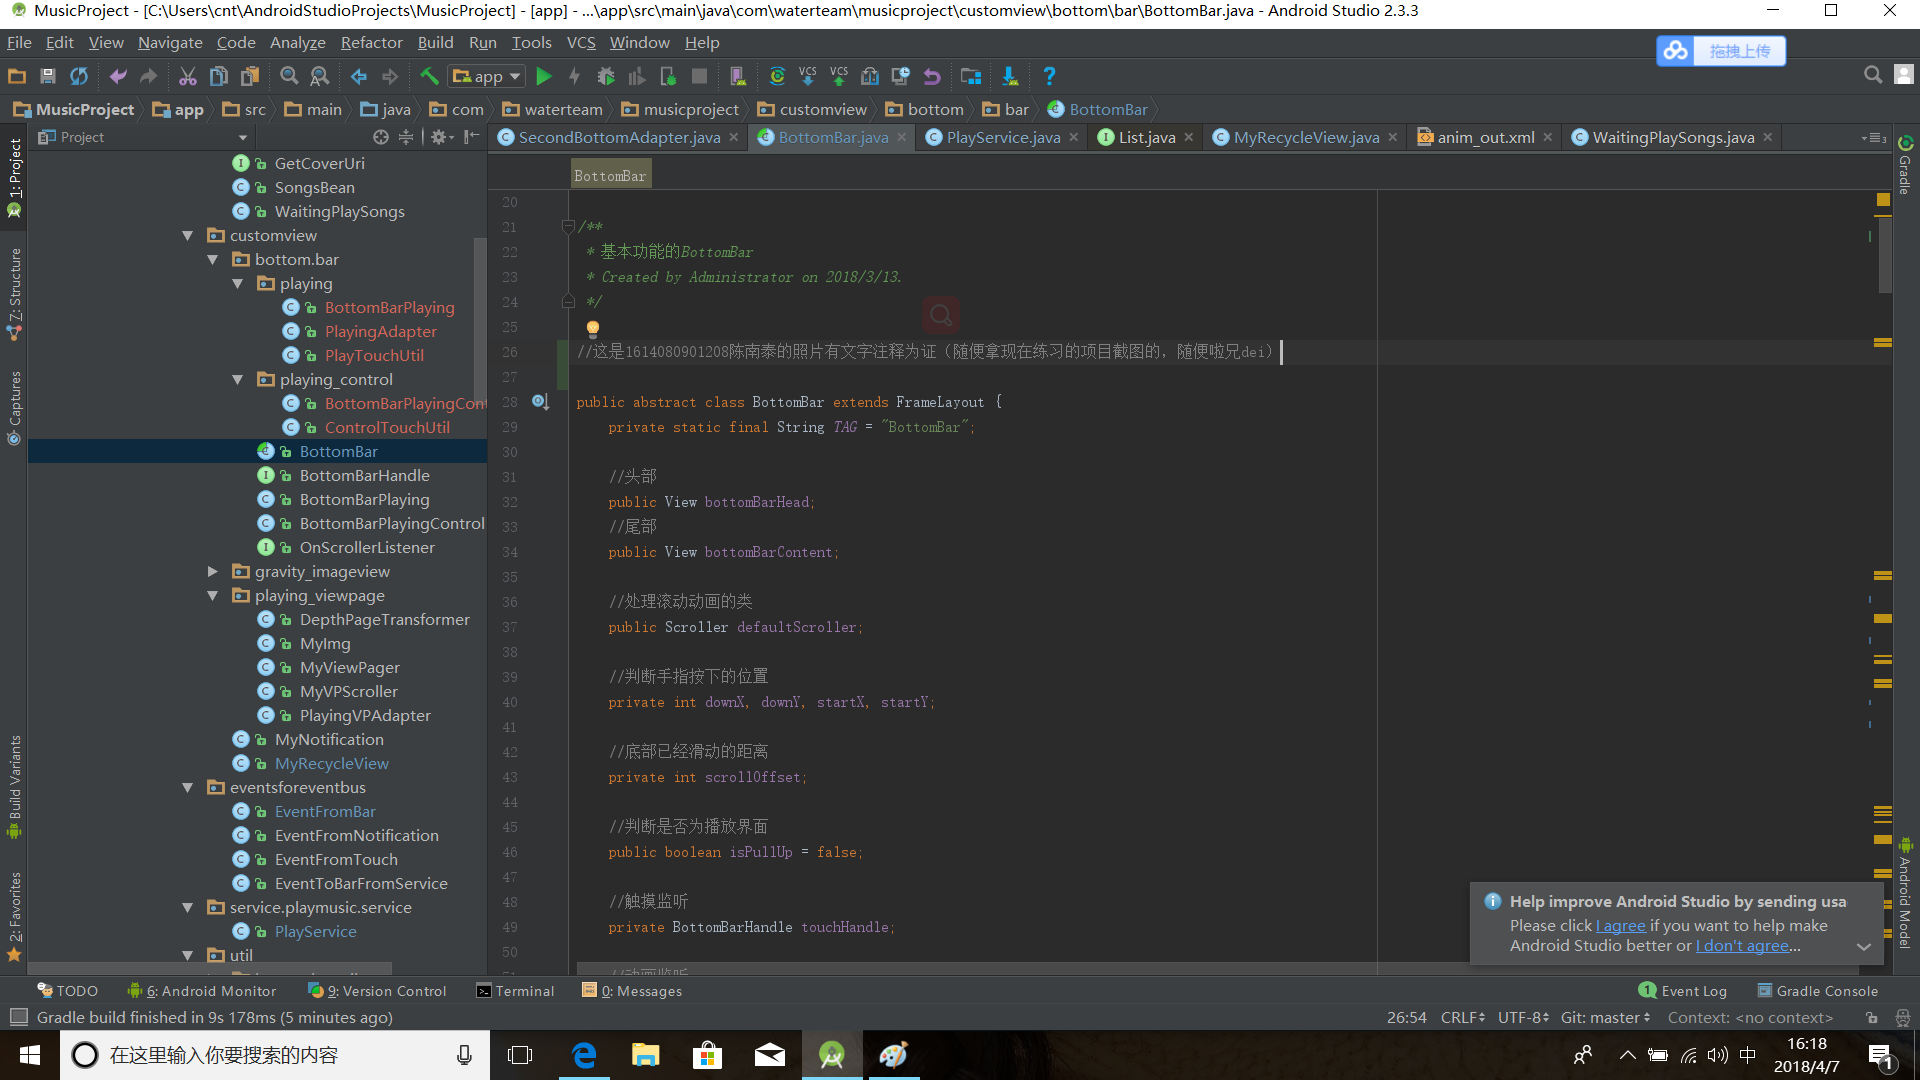 MusicProject - [C:\Users\cnt\AndroidStudioProjects\MusicProject] - [app] - ...\app\src\main\java\com\waterteam\musicproject\customview\bottom\bar\BottomBar.java - Android Studio 2.3.3
File Edit View Navigate Code Analyze Refactor Build Run Tools VCS Window Help
拖拽上传
app
VCS VCS
MusicProject app src main java com waterteam musicproject customview bottom bar BottomBar
Project
SecondBottomAdapter.java BottomBar.java PlayService.java List.java MyRecycleView.java anim_out.xml WaitingPlaySongs.java
1: Project
Z: Structure
Captures
Build Variants
2: Favorites
GetCoverUri
SongsBean
WaitingPlaySongs
customview
bottom.bar
playing
BottomBarPlaying
PlayingAdapter
PlayTouchUtil
playing_control
BottomBarPlayingCont
ControlTouchUtil
BottomBar
BottomBarHandle
BottomBarPlaying
BottomBarPlayingControl
OnScrollerListener
gravity_imageview
playing_viewpage
DepthPageTransformer
MyImg
MyViewPager
MyVPScroller
PlayingVPAdapter
MyNotification
MyRecycleView
eventsforeventbus
EventFromBar
EventFromNotification
EventFromTouch
EventToBarFromService
service.playmusic.service
PlayService
util
BottomBar
20
21 /**
22 * 基本功能的BottomBar
23 * Created by Administrator on 2018/3/13.
24 */
25
26 //这是1614080901208陈南泰的照片有文字注释为证（随便拿现在练习的项目截图的，随便啦兄dei）
27
28 public abstract class BottomBar extends FrameLayout {
29 private static final String TAG = "BottomBar";
30
31 //头部
32 public View bottomBarHead;
33 //尾部
34 public View bottomBarContent;
35
36 //处理滚动动画的类
37 public Scroller defaultScroller;
38
39 //判断手指按下的位置
40 private int downX, downY, startX, startY;
41
42 //底部已经滑动的距离
43 private int scrollOffset;
44
45 //判断是否为播放界面
46 public boolean isPullUp = false;
47
48 //触摸监听
49 private BottomBarHandle touchHandle;
50
Gradle
Android Model
Help improve Android Studio by sending usa
Please click I agree if you want to help make
Android Studio better or I don't agree...
TODO 6: Android Monitor 9: Version Control Terminal 0: Messages 1 Event Log Gradle Console
Gradle build finished in 9s 178ms (5 minutes ago) 26:54 CRLF UTF-8 Git: master Context: <no context>
在这里输入你要搜索的内容
中
16:18
2018/4/7
1